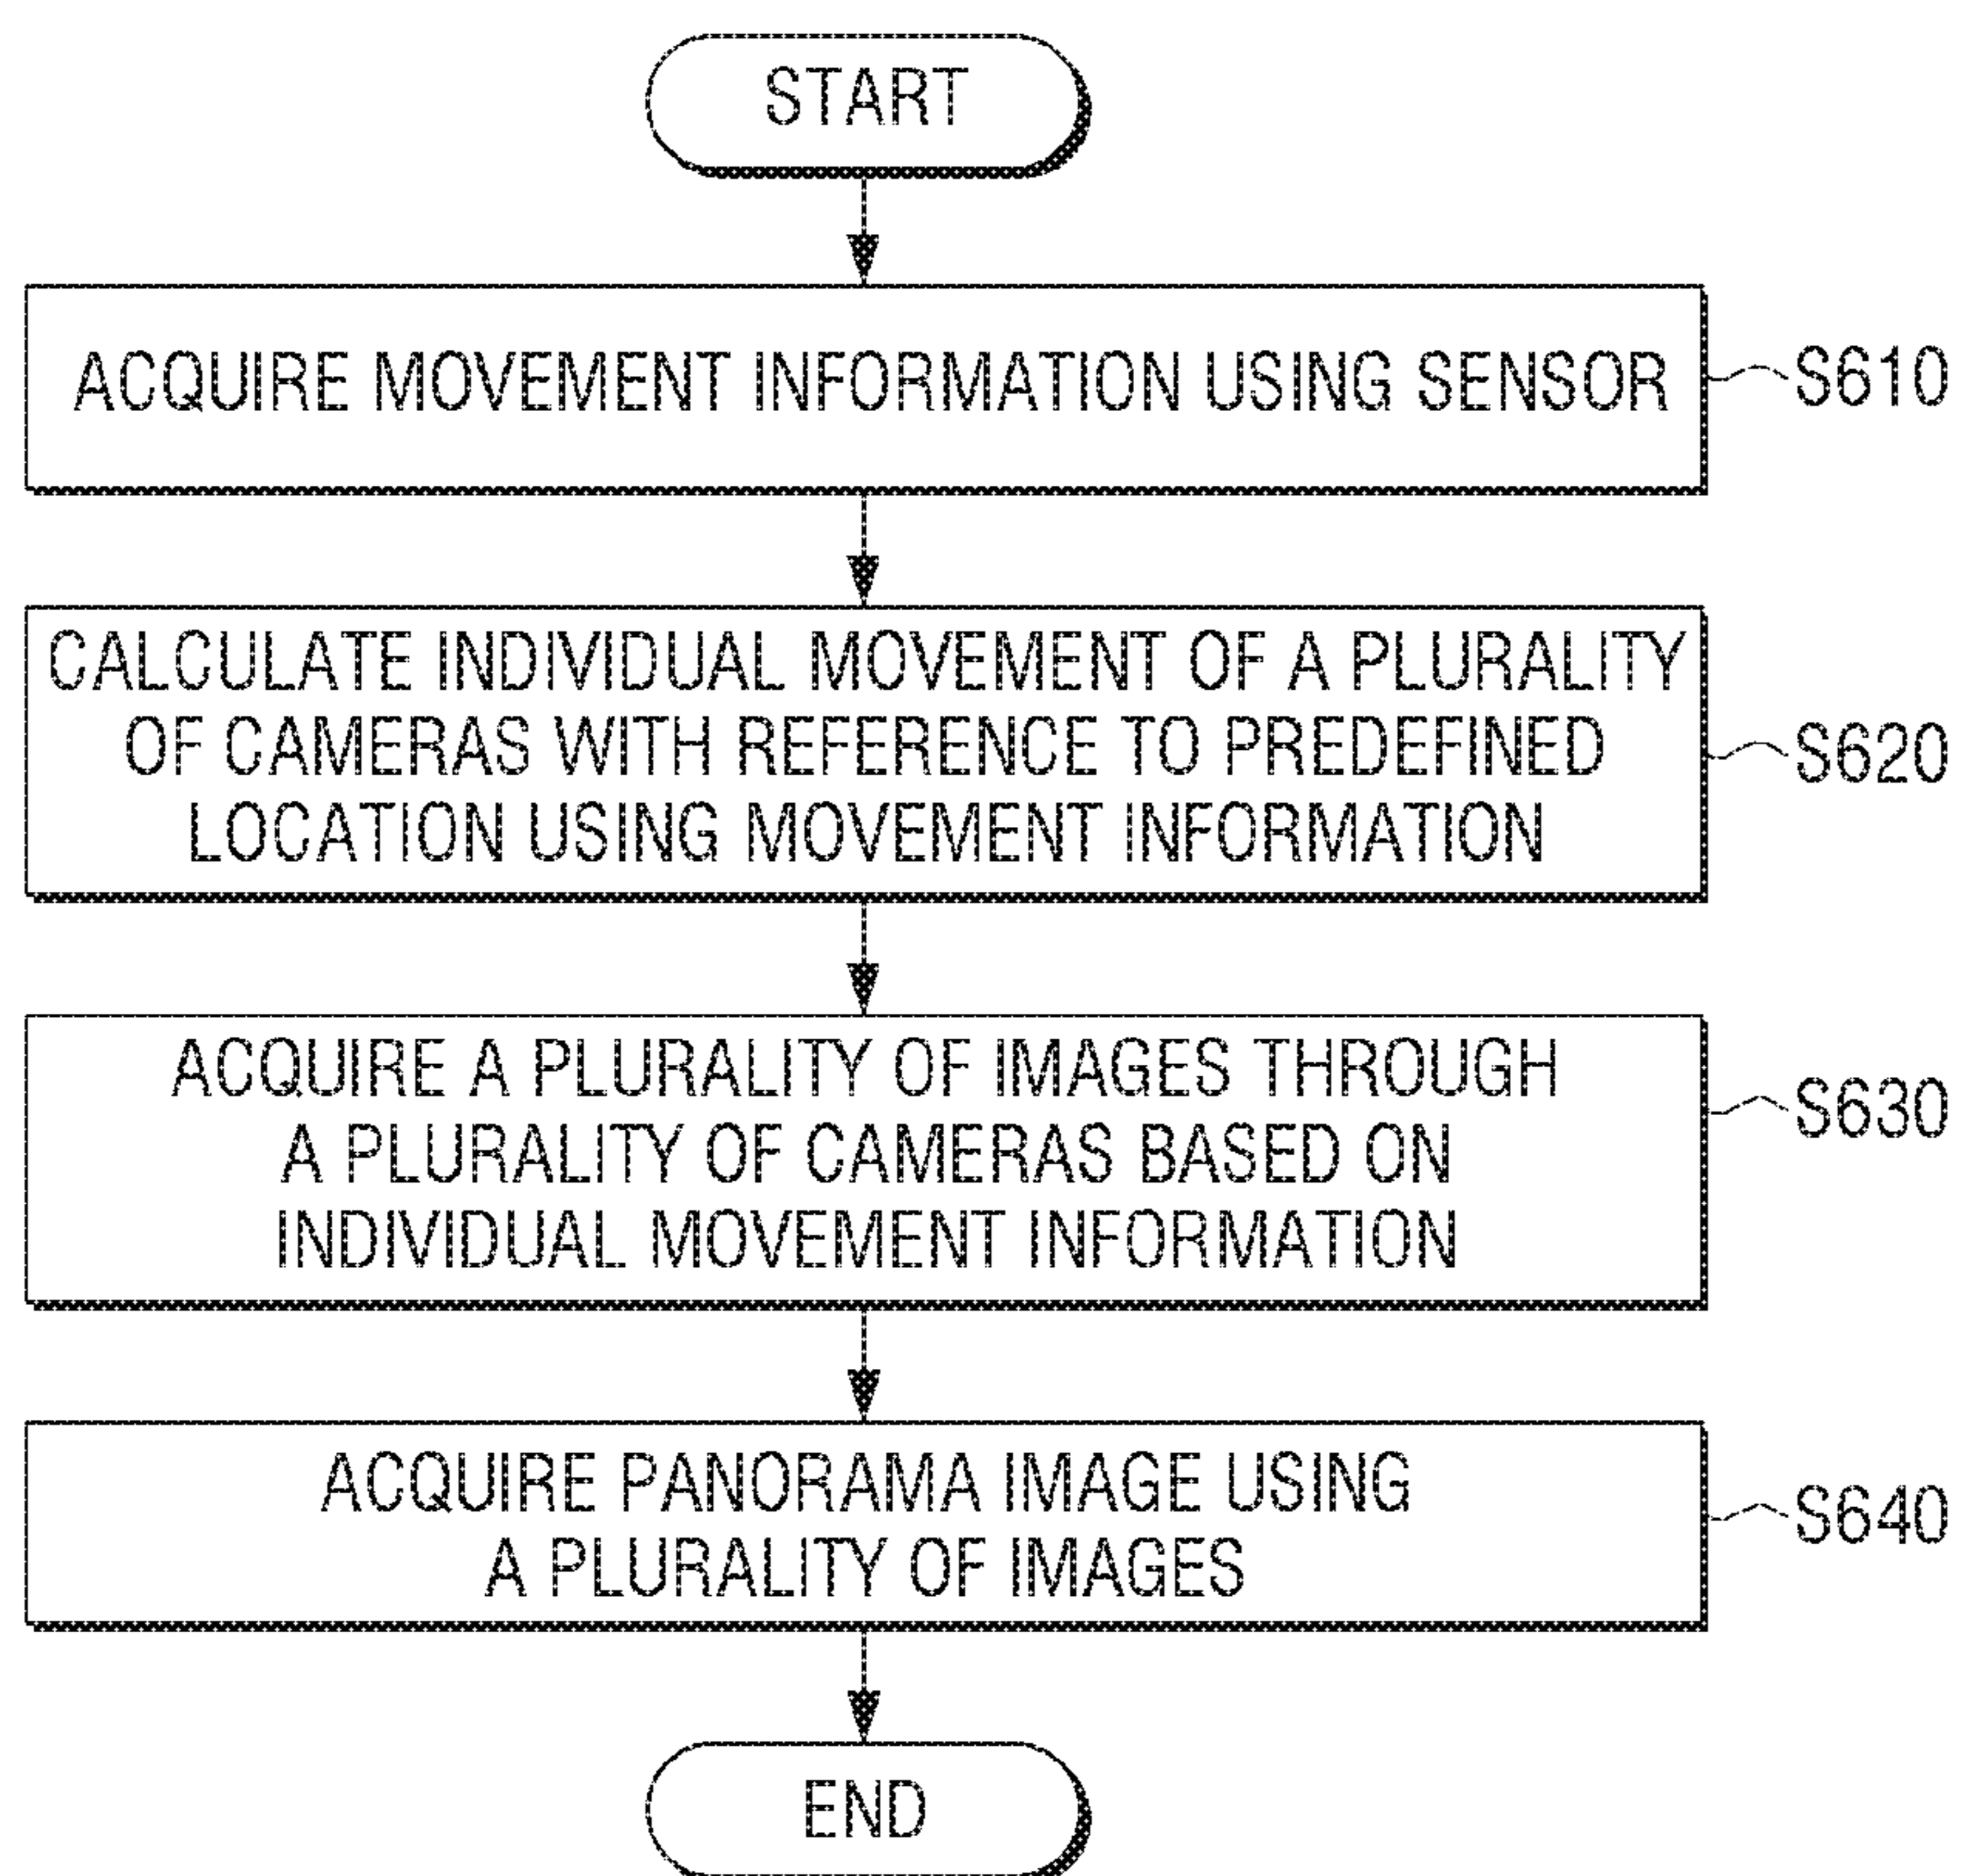 START
ACQUIRE MOVEMENT INFORMATION USING SENSOR
S610
CALCULATE INDIVIDUAL MOVEMENT OF A PLURALITY
OF CAMERAS WITH REFERENCE TO PREDEFINED
LOCATION USING MOVEMENT INFORMATION
S620
ACQUIRE A PLURALITY OF IMAGES THROUGH
A PLURALITY OF CAMERAS BASED ON
INDIVIDUAL MOVEMENT INFORMATION
S630
ACQUIRE PANORAMA IMAGE USING
A PLURALITY OF IMAGES
S640
END